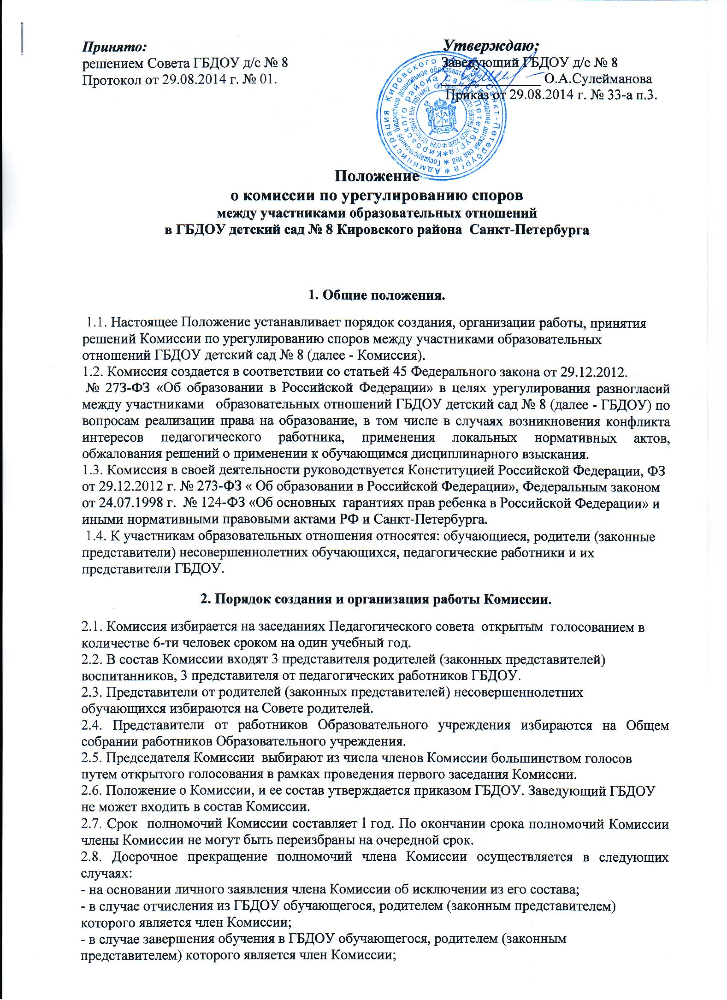 Принято:
решением Совета ГБДОУ д/с № 8
Протокол от 29.08.2014 г. № 01.
Утверждаю:
Заведующий ГБДОУ д/с № 8
О.А.Сулейманова
Приказ от 29.08.2014 г. № 33-а п.3.
Администрация Кировского района Санкт-Петербурга
Государственное бюджетное дошкольное образовательное учреждение детский сад №8
Кировского района Санкт-Петербурга
Положение
о комиссии по урегулированию споров
между участниками образовательных отношений
в ГБДОУ детский сад № 8 Кировского района Санкт-Петербурга
1. Общие положения.
1.1. Настоящее Положение устанавливает порядок создания, организации работы, принятия
решений Комиссии по урегулированию споров между участниками образовательных
отношений ГБДОУ детский сад № 8 (далее - Комиссия).
1.2. Комиссия создается в соответствии со статьей 45 Федерального закона от 29.12.2012.
№ 273-ФЗ «Об образовании в Российской Федерации» в целях урегулирования разногласий
между участниками образовательных отношений ГБДОУ детский сад № 8 (далее - ГБДОУ) по
вопросам реализации права на образование, в том числе в случаях возникновения конфликта
интересов педагогического работника, применения локальных нормативных актов,
обжалования решений о применении к обучающимся дисциплинарного взыскания.
1.3. Комиссия в своей деятельности руководствуется Конституцией Российской Федерации, ФЗ
от 29.12.2012 г. № 273-ФЗ « Об образовании в Российской Федерации», Федеральным законом
от 24.07.1998 г. № 124-ФЗ «Об основных гарантиях прав ребенка в Российской Федерации» и
иными нормативными правовыми актами РФ и Санкт-Петербурга.
1.4. К участникам образовательных отношения относятся: обучающиеся, родители (законные
представители) несовершеннолетних обучающихся, педагогические работники и их
представители ГБДОУ.
2. Порядок создания и организация работы Комиссии.
2.1. Комиссия избирается на заседаниях Педагогического совета открытым голосованием в
количестве 6-ти человек сроком на один учебный год.
2.2. В состав Комиссии входят 3 представителя родителей (законных представителей)
воспитанников, 3 представителя от педагогических работников ГБДОУ.
2.3. Представители от родителей (законных представителей) несовершеннолетних
обучающихся избираются на Совете родителей.
2.4. Представители от работников Образовательного учреждения избираются на Общем
собрании работников Образовательного учреждения.
2.5. Председателя Комиссии выбирают из числа членов Комиссии большинством голосов
путем открытого голосования в рамках проведения первого заседания Комиссии.
2.6. Положение о Комиссии, и ее состав утверждается приказом ГБДОУ. Заведующий ГБДОУ
не может входить в состав Комиссии.
2.7. Срок полномочий Комиссии составляет 1 год. По окончании срока полномочий Комиссии
члены Комиссии не могут быть переизбраны на очередной срок.
2.8. Досрочное прекращение полномочий члена Комиссии осуществляется в следующих
случаях:
- на основании личного заявления члена Комиссии об исключении из его состава;
- в случае отчисления из ГБДОУ обучающегося, родителем (законным представителем)
которого является член Комиссии;
- в случае завершения обучения в ГБДОУ обучающегося, родителем (законным
представителем) которого является член Комиссии;